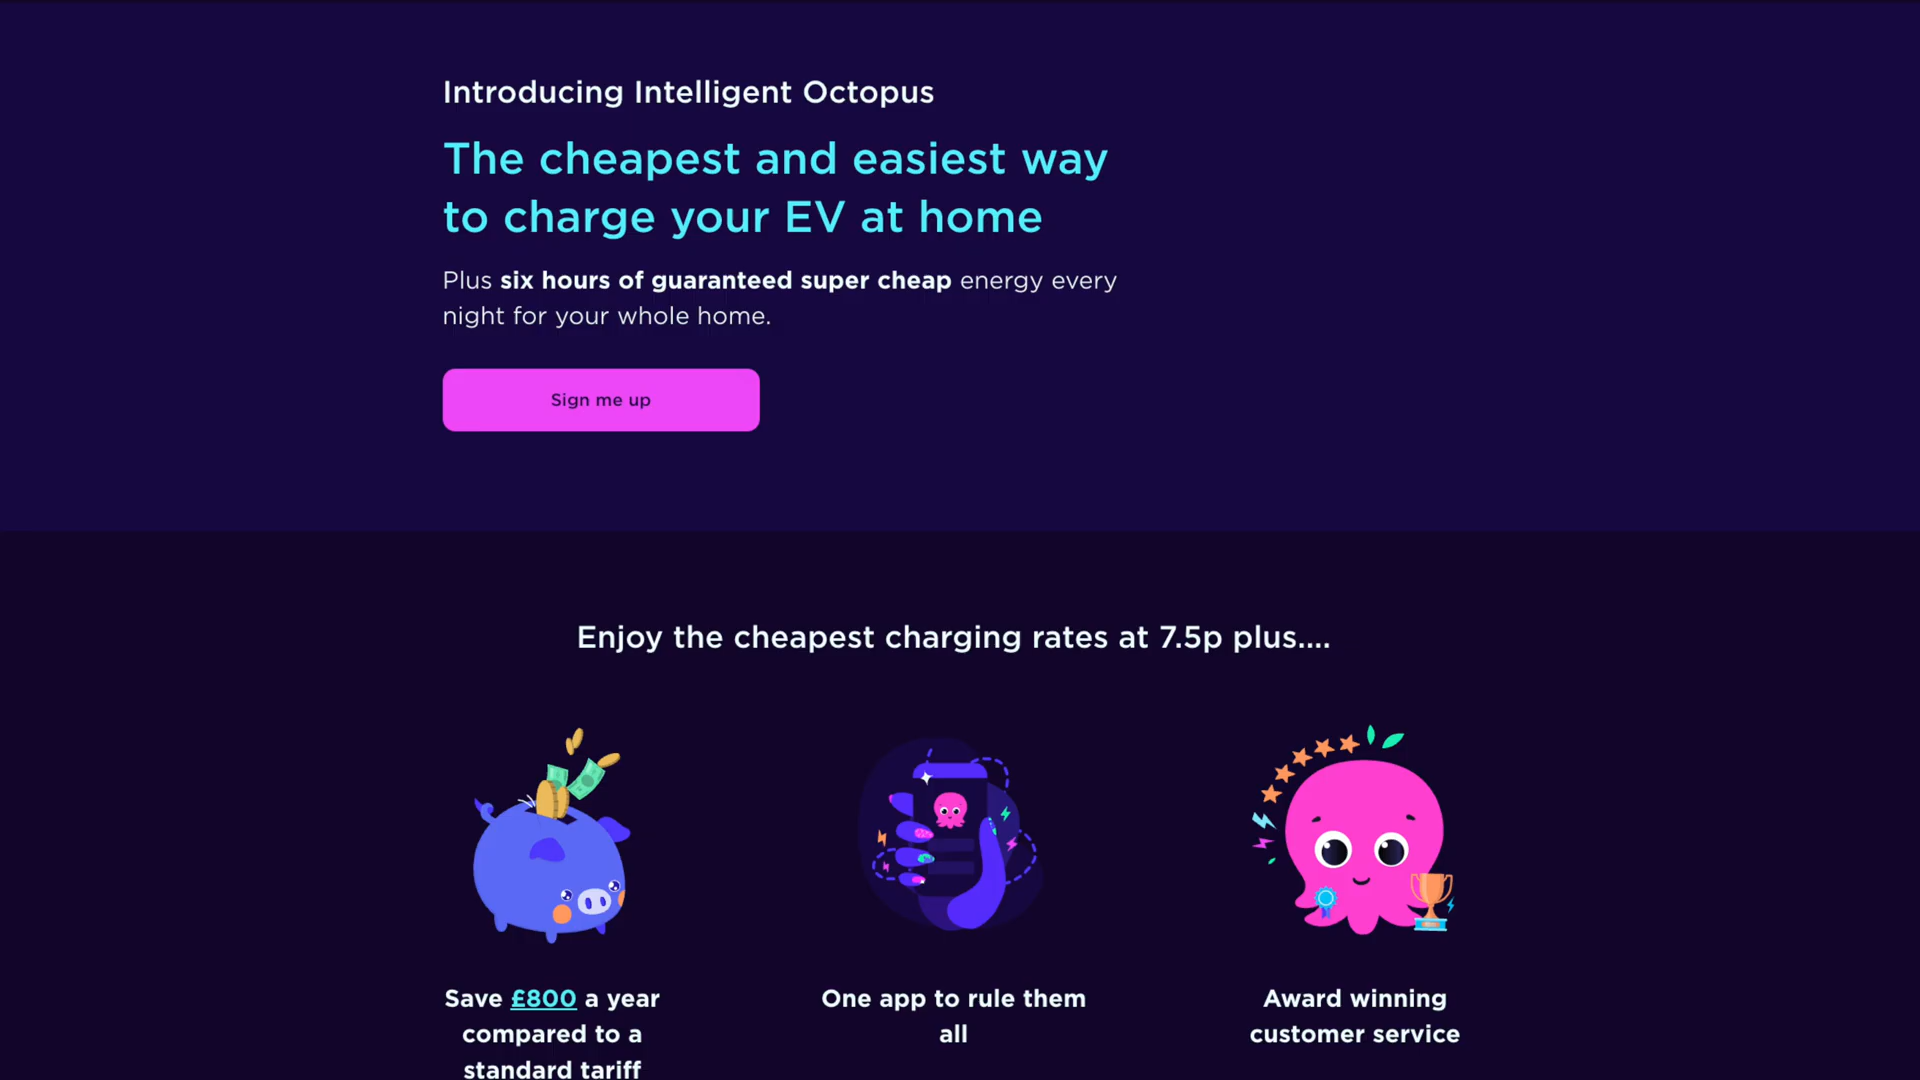 Introducing Intelligent Octopus
The cheapest and easiest way
to charge your EV at home
Plus six hours of guaranteed super cheap energy every
night for your whole home.
Sign me up
Enjoy the cheapest charging rates at 7.5p plus....
Save £800 a year
compared to a
standard tariff
One app to rule them
all
Award winning
customer service